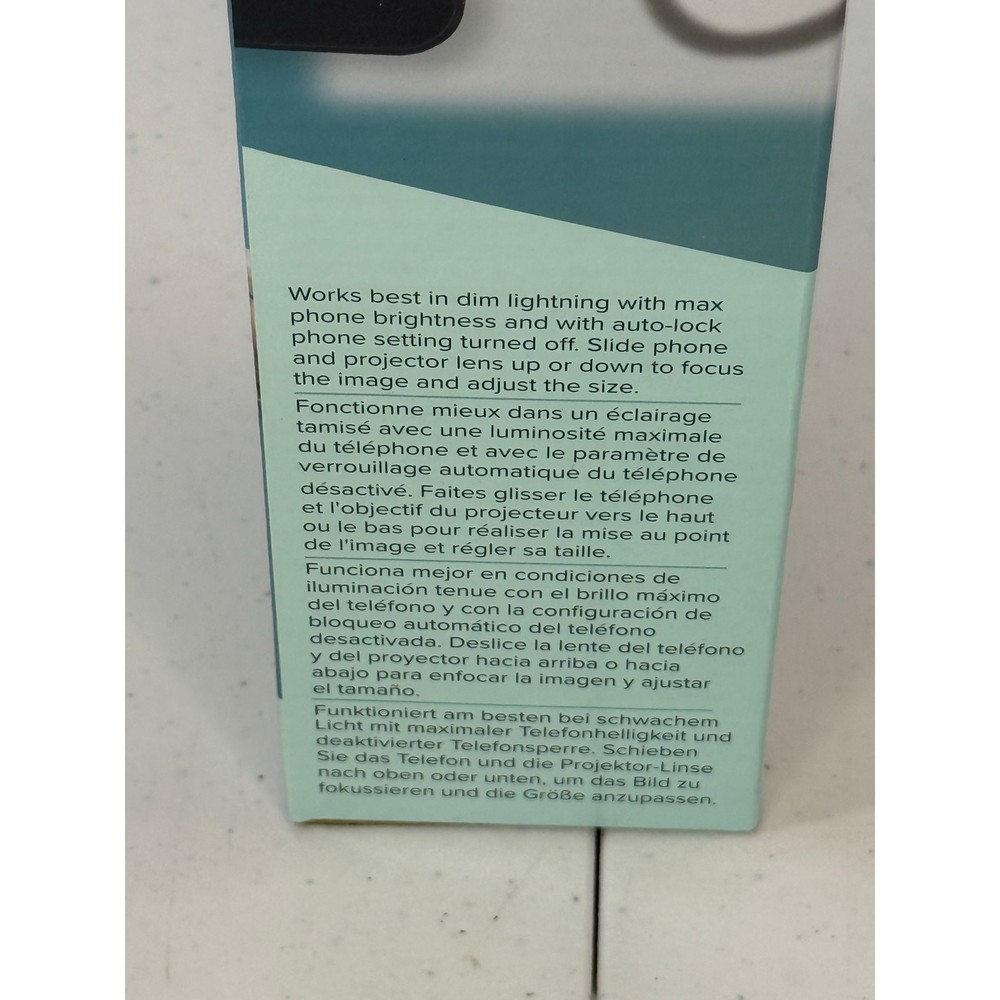 Works best in dim lightning with max
phone brightness and with auto-lock
phone setting turned off. Slide phone
and projector lens up or down to focus
the image and adjust the size.
Fonctionne mieux dans un éclairage
tamisé avec une luminosité maximale
du téléphone et avec le paramètre de
verrouillage automatique du téléphone
désactivé. Faites glisser le téléphone
et l'objectif du projecteur vers le haut
ou le bas pour réaliser la mise au point
de l'image et régler sa taille.
Funciona mejor en condiciones de
iluminación tenue con el brillo máximo
del teléfono y con la configuración de
bloqueo automático del teléfono
desactivada. Deslice la lente del teléfono
y del proyector hacia arriba o hacia
abajo para enfocar la imagen y ajustar
el tamaño.
Funktioniert am besten bei schwachem
Licht mit maximaler Telefonhelligkeit und
deaktivierter Telefonsperre. Schieben
Sie das Telefon und die Projektor-Linse
nach oben oder unten, um das Bild zu
fokussieren und die Größe anzupassen.